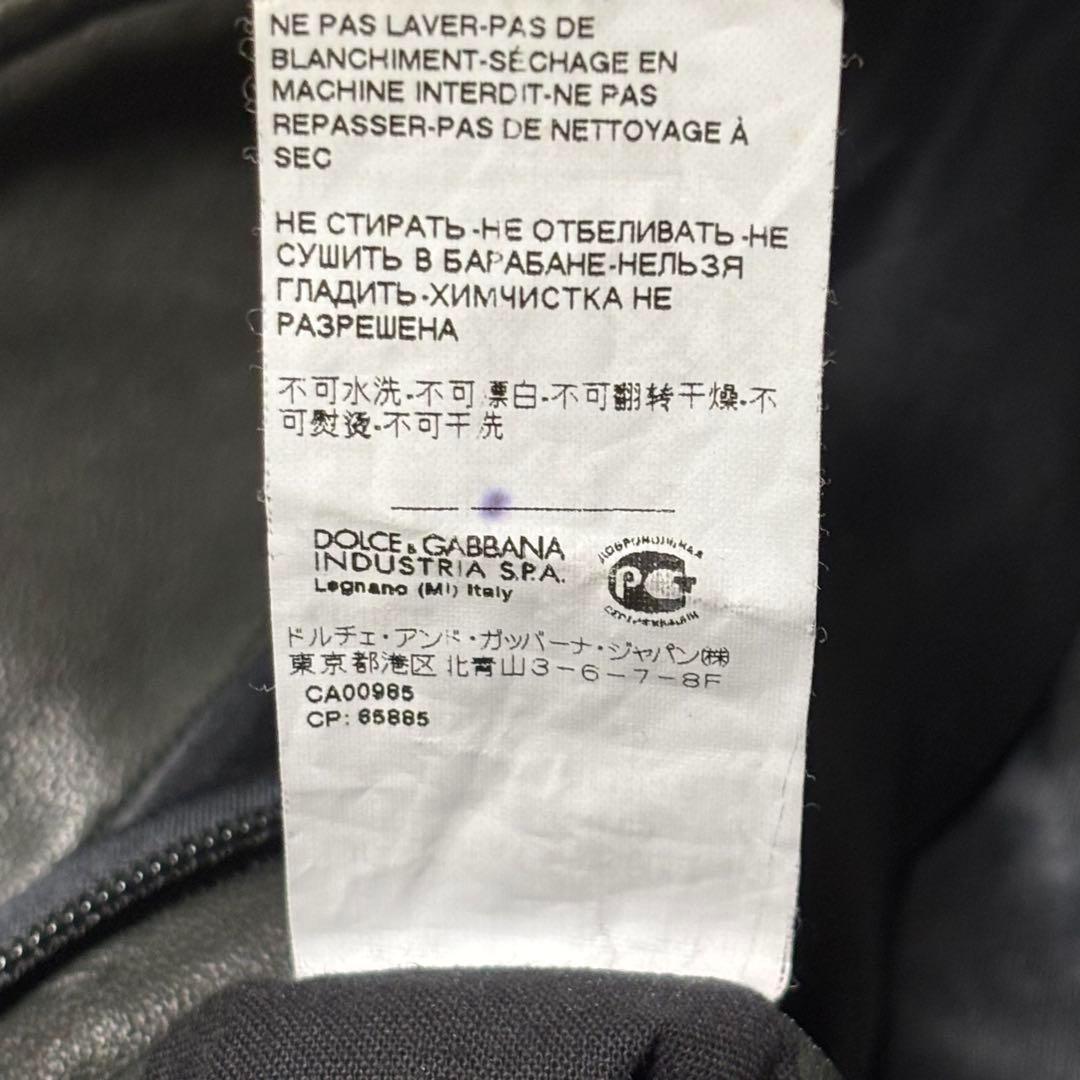 NE PAS LAVER-PAS DE
BLANCHIMENT-SÉCHAGE EN
MACHINE INTERDIT-NE PAS
REPASSER-PAS DE NETTOYAGE À
SEC
НЕ СТИРАТЬ-НЕ ОТБЕЛИВАТЬ-НЕ
СУШИТЬ В БАРАБАНЕ-НЕЛЬЗЯ
ГЛАДИТЬ-ХИМЧИСТКА НЕ
РАЗРЕШЕНА
不可水洗-不可漂白-不可翻转干燥-不
可熨烫-不可干洗
DOLCE & GABBANA
INDUSTRIA S.P.A.
Legnano (MI) Italy
РСТ
ドルチェ・アンド・ガッバーナ・ジャパン㈱
東京都港区北青山3-6-7-8F
CA00985
CP: 65885